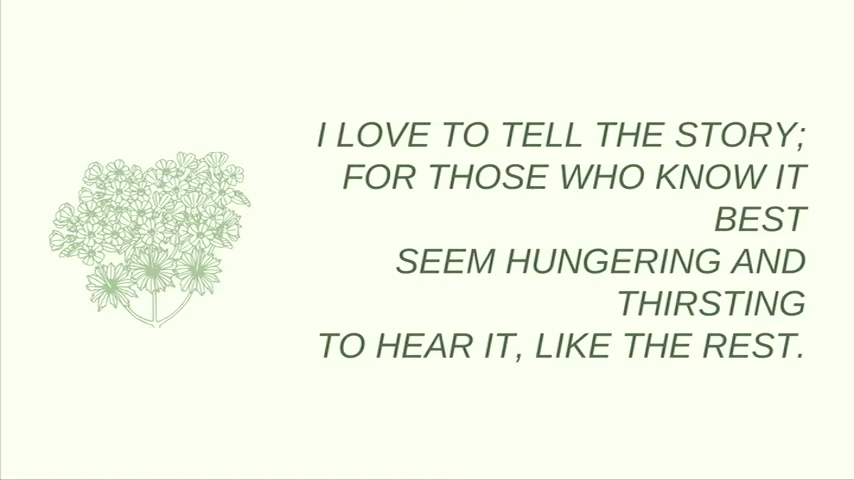 I LOVE TO TELL THE STORY;
FOR THOSE WHO KNOW IT
BEST
SEEM HUNGERING AND
THIRSTING
TO HEAR IT, LIKE THE REST.